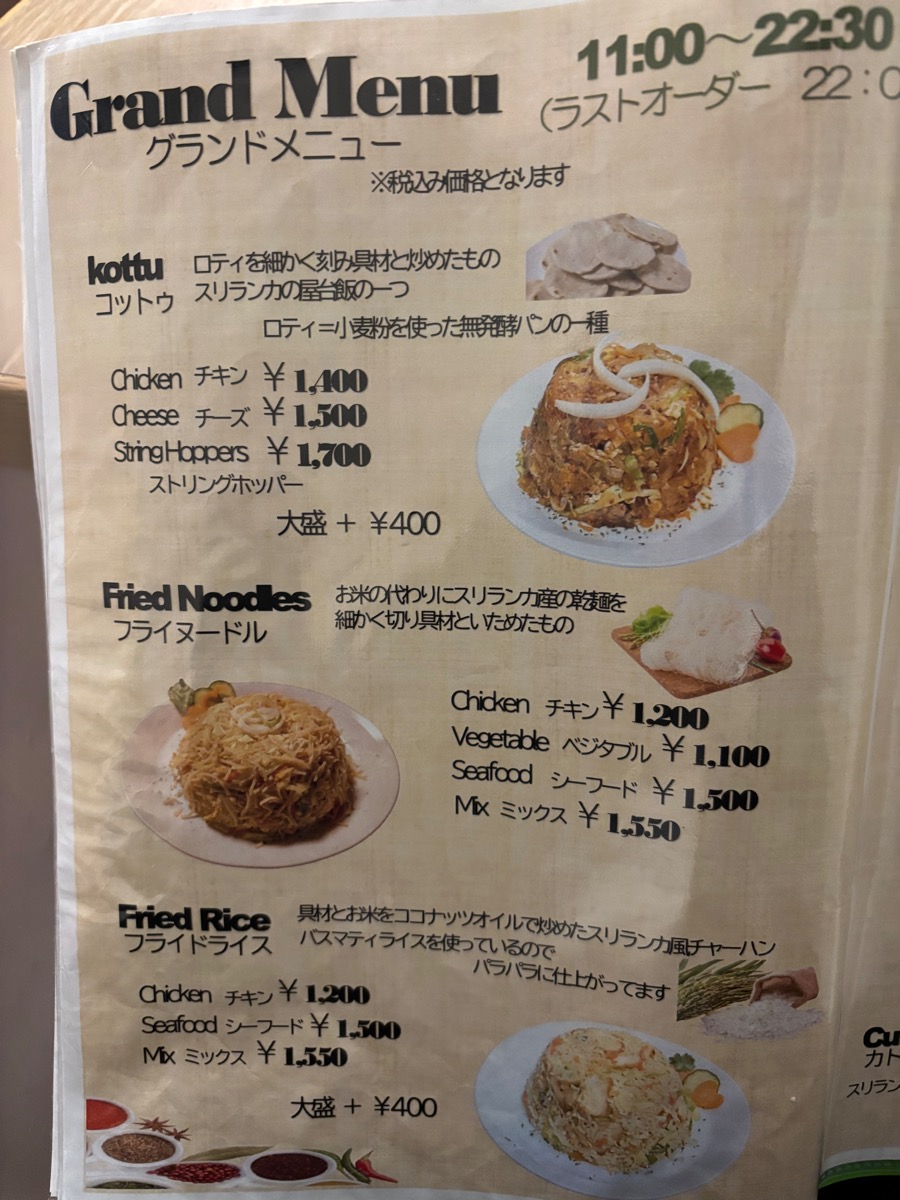 Grand Menu
グランドメニュー
11:00～22:30
(ラストオーダー 22:0
※税込み価格となります
kottu
コットゥ
ロティを細かく刻み具材と炒めたもの
スリランカの屋台飯の一つ
ロティ＝小麦粉を使った無発酵パンの一種
Chicken チキン ￥1,400
Cheese チーズ ￥1,500
String Hoppers ￥1,700
ストリングホッパー
大盛 + ¥400
Fried Noodles
フライヌードル
お米の代わりにスリランカ産の乾麺を
細かく切り具材といためたもの
Chicken チキン ￥1,200
Vegetable ベジタブル ￥1,100
Seafood シーフード ￥1,500
Mix ミックス ￥1,550
Fried Rice
フライドライス
具材とお米をココナッツオイルで炒めたスリランカ風チャーハン
バスマティライスを使っているので
パラパラに仕上がってます
Chicken チキン ￥1,200
Seafood シーフード ￥1,500
Mix ミックス ￥1,550
大盛 + ¥400
Cu
カト
スリラン